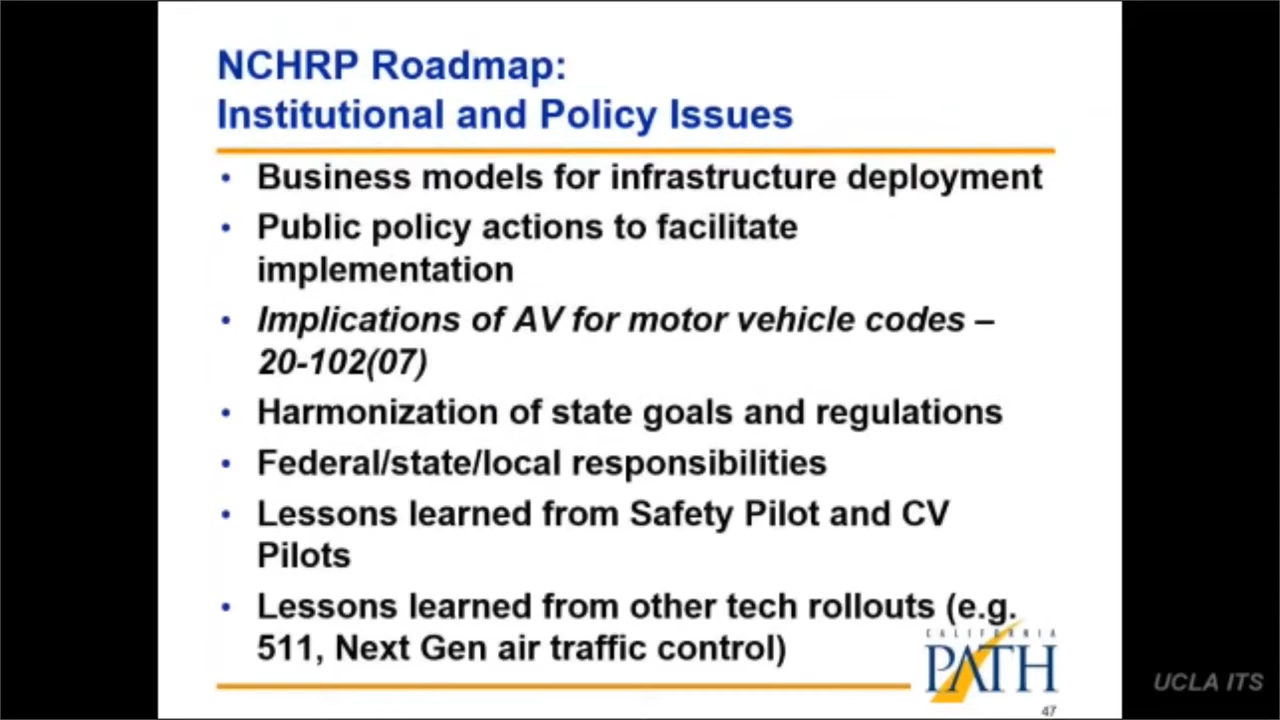 NCHRP Roadmap:
Institutional and Policy Issues
• Business models for infrastructure deployment
• Public policy actions to facilitate
implementation
• Implications of AV for motor vehicle codes –
20-102(07)
• Harmonization of state goals and regulations
• Federal/state/local responsibilities
• Lessons learned from Safety Pilot and CV
Pilots
• Lessons learned from other tech rollouts (e.g.
511, Next Gen air traffic control)
CALIFORNIA
PATH
UCLA ITS
47